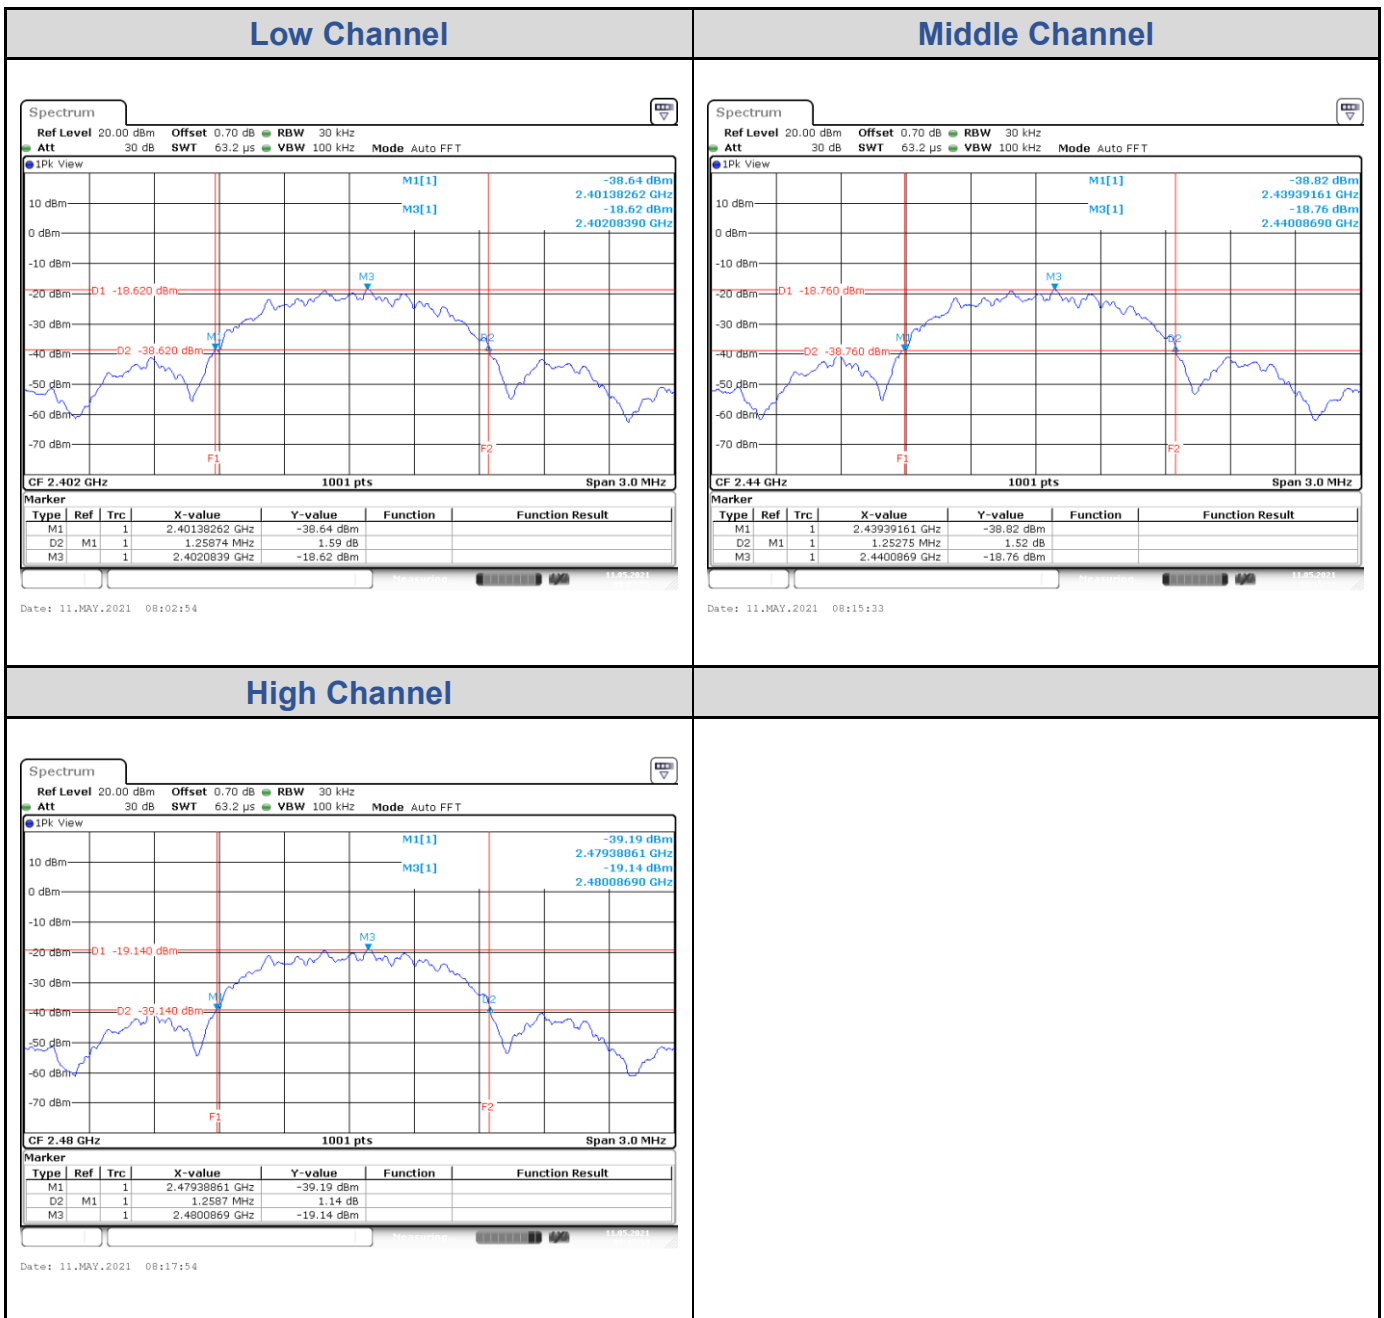 Low Channel
Middle Channel
Spectrum
Ref Level 20.00 dBm Offset 0.70 dB RBW 30 kHz
Att 30 dB SWT 63.2 µs VBW 100 kHz Mode Auto FFT
1Pk View
M1[1] -38.64 dBm
2.40138262 GHz
10 dBm
M3[1] -18.62 dBm
2.40208390 GHz
0 dBm
-10 dBm
M3
D1 -18.620 dBm
-20 dBm
-30 dBm
D2
D2 -38.620 dBm
-40 dBm
-50 dBm
-60 dBm
-70 dBm
F1
F2
CF 2.402 GHz 1001 pts Span 3.0 MHz
Marker
Type Ref Trc X-value Y-value Function Function Result
M1 1 2.40138262 GHz -38.64 dBm
D2 M1 1 1.25874 MHz 1.59 dB
M3 1 2.4020839 GHz -18.62 dBm
Measuring 11.05.2021
Date: 11.MAY.2021 08:02:54
Spectrum
Ref Level 20.00 dBm Offset 0.70 dB RBW 30 kHz
Att 30 dB SWT 63.2 µs VBW 100 kHz Mode Auto FFT
1Pk View
M1[1] -38.82 dBm
2.43939161 GHz
10 dBm
M3[1] -18.76 dBm
2.44008690 GHz
0 dBm
-10 dBm
M3
D1 -18.760 dBm
-20 dBm
-30 dBm
M1
D2
D2 -38.760 dBm
-40 dBm
-50 dBm
-60 dBm
-70 dBm
F1
F2
CF 2.44 GHz 1001 pts Span 3.0 MHz
Marker
Type Ref Trc X-value Y-value Function Function Result
M1 1 2.43939161 GHz -38.82 dBm
D2 M1 1 1.25275 MHz 1.52 dB
M3 1 2.4400869 GHz -18.76 dBm
Measuring 11.05.2021
Date: 11.MAY.2021 08:15:33
High Channel
Spectrum
Ref Level 20.00 dBm Offset 0.70 dB RBW 30 kHz
Att 30 dB SWT 63.2 µs VBW 100 kHz Mode Auto FFT
1Pk View
M1[1] -39.19 dBm
2.47938861 GHz
10 dBm
M3[1] -19.14 dBm
2.48008690 GHz
0 dBm
-10 dBm
M3
D1 -19.140 dBm
-20 dBm
-30 dBm
M1
D2
D2 -39.140 dBm
-40 dBm
-50 dBm
-60 dBm
-70 dBm
F1
F2
CF 2.48 GHz 1001 pts Span 3.0 MHz
Marker
Type Ref Trc X-value Y-value Function Function Result
M1 1 2.47938861 GHz -39.19 dBm
D2 M1 1 1.2587 MHz 1.14 dB
M3 1 2.4800869 GHz -19.14 dBm
Measuring 11.05.2021
Date: 11.MAY.2021 08:17:54